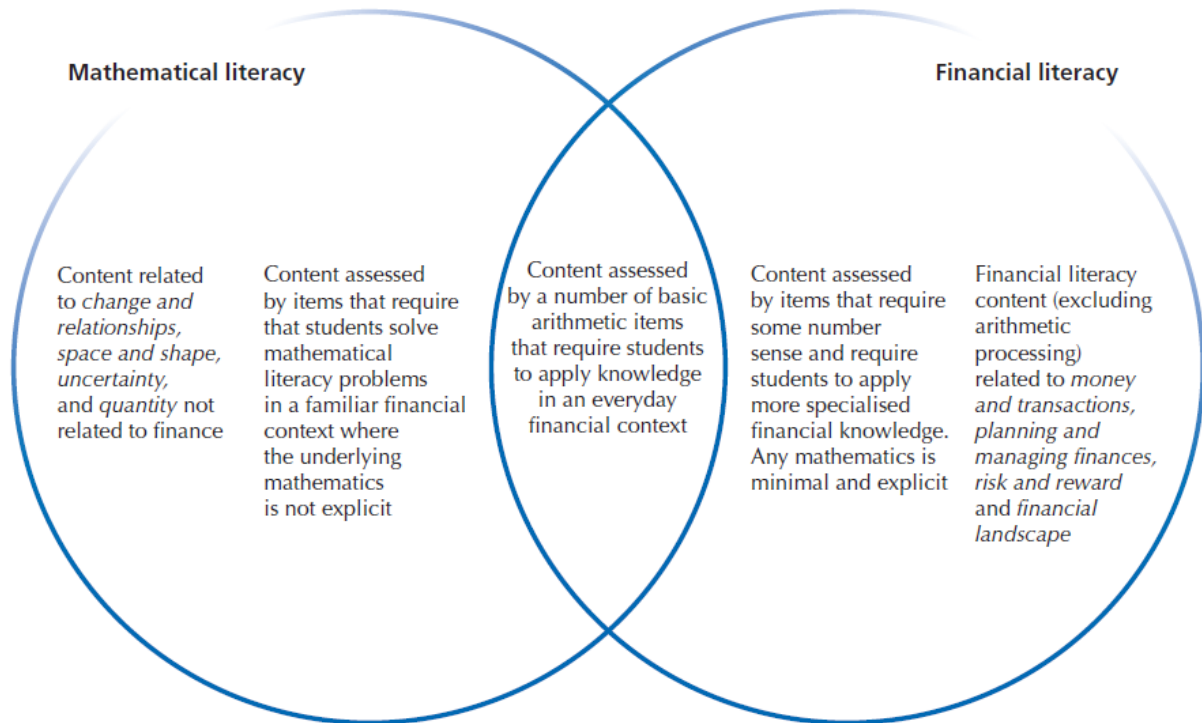 Mathematical literacy
Financial literacy
Content related
to change and
relationships,
space and shape,
uncertainty,
and quantity not
related to finance
Content assessed
by items that require
that students solve
mathematical
literacy problems
in a familiar financial
context where
the underlying
mathematics
is not explicit
Content assessed
by a number of basic
arithmetic items
that require students
to apply knowledge
in an everyday
financial context
Content assessed
by items that require
some number
sense and require
students to apply
more specialised
financial knowledge.
Any mathematics is
minimal and explicit
Financial literacy
content (excluding
arithmetic
processing)
related to money
and transactions,
planning and
managing finances,
risk and reward
and financial
landscape